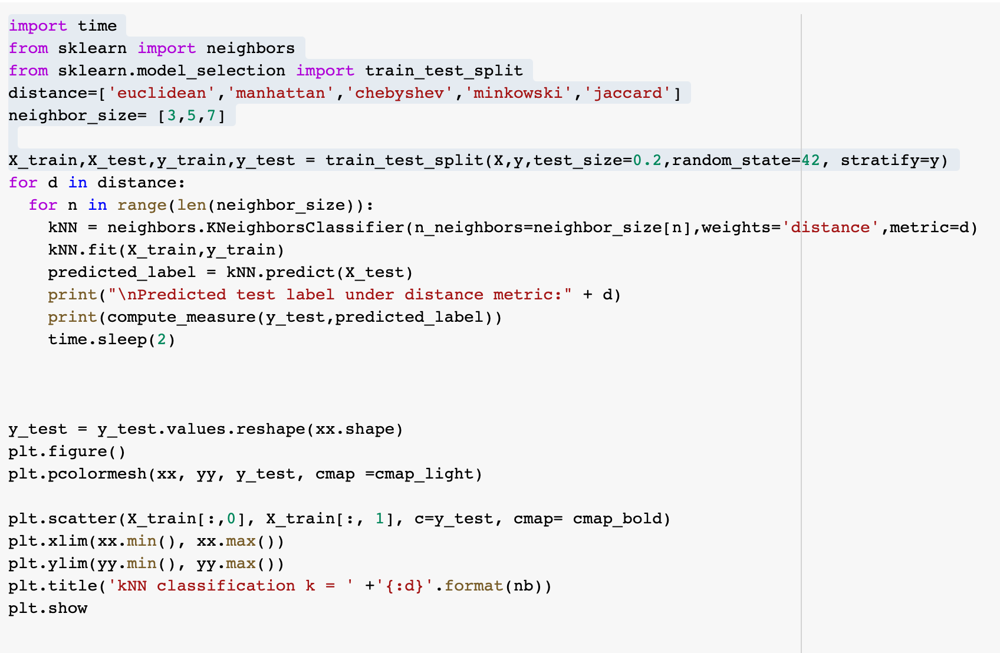 import time
from sklearn import neighbors
from sklearn.model_selection import train_test_split
distance=['euclidean','manhattan','chebyshev','minkowski','jaccard']
neighbor_size= [3,5,7]
X_train,X_test,y_train,y_test = train_test_split(X,y,test_size=0.2,random_state=42, stratify=y)
for d in distance:
  for n in range(len(neighbor_size)):
    kNN = neighbors.KNeighborsClassifier(n_neighbors=neighbor_size[n],weights='distance',metric=d)
    kNN.fit(X_train,y_train)
    predicted_label = kNN.predict(X_test)
    print("\nPredicted test label under distance metric:" + d)
    print(compute_measure(y_test,predicted_label))
    time.sleep(2)
y_test = y_test.values.reshape(xx.shape)
plt.figure()
plt.pcolormesh(xx, yy, y_test, cmap =cmap_light)
plt.scatter(X_train[:,0], X_train[:, 1], c=y_test, cmap= cmap_bold)
plt.xlim(xx.min(), xx.max())
plt.ylim(yy.min(), yy.max())
plt.title('kNN classification k = ' +'{:d}'.format(nb))
plt.show